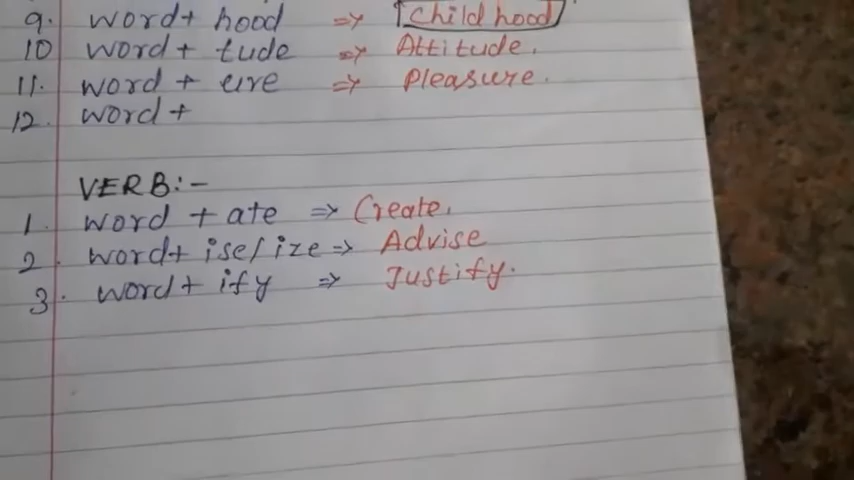 9. word+ hood => Childhood
10 word+ tude => Attitude.
11. word + ure => Pleasure.
12. word +
VERB:-
1. word + ate => Create.
2. word+ ise/ize => Advise
3. word+ ify => Justify.